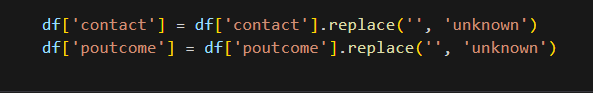 df['contact'] = df['contact'].replace('', 'unknown')
df['poutcome'] = df['poutcome'].replace('', 'unknown')